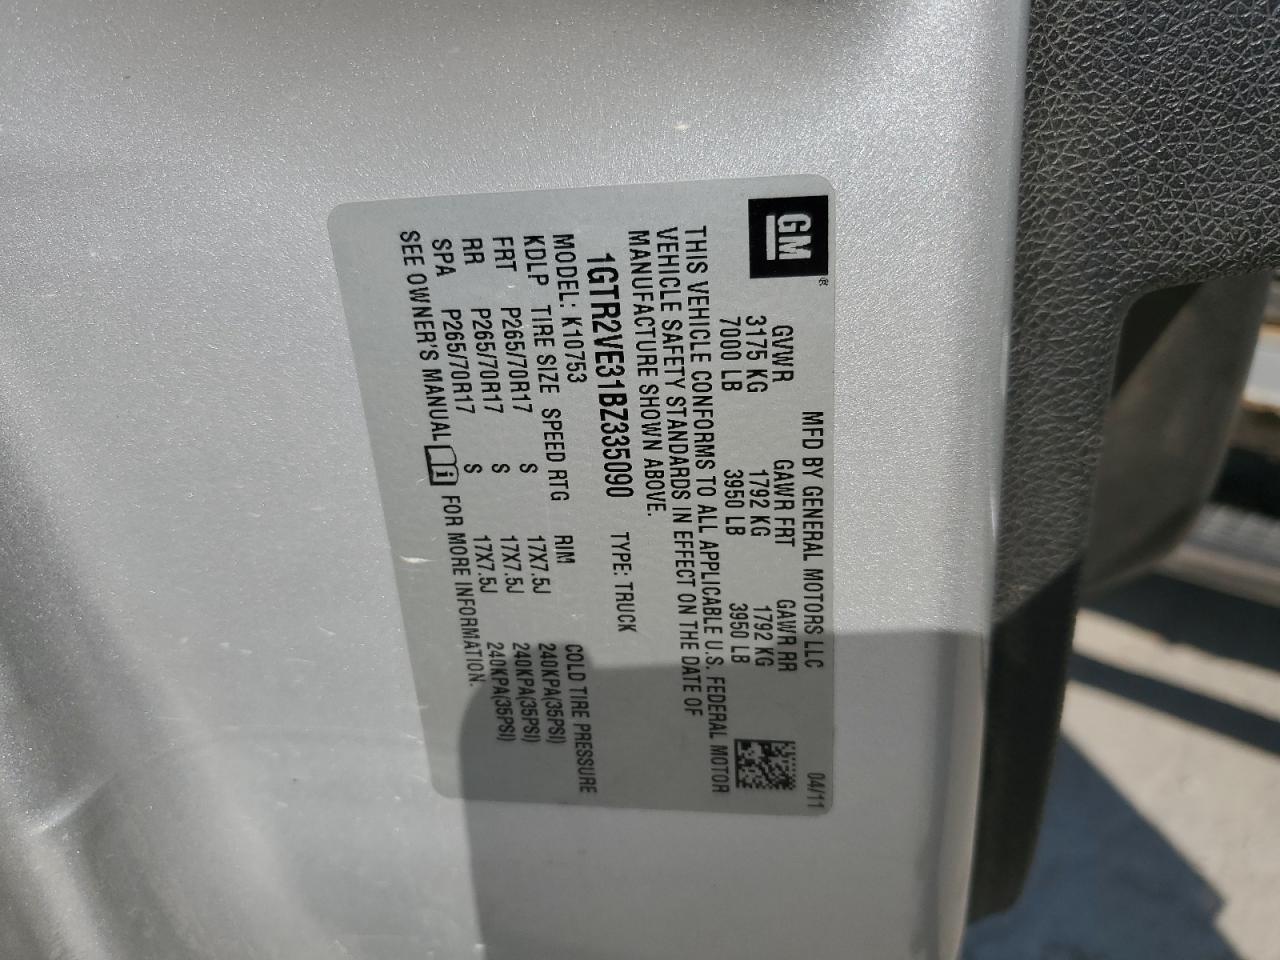 GM®
MFD BY GENERAL MOTORS LLC 04/11
GVWR GAWR FRT GAWR RR
3175 KG 1792 KG 1792 KG
7000 LB 3950 LB 3950 LB
THIS VEHICLE CONFORMS TO ALL APPLICABLE U.S. FEDERAL MOTOR
VEHICLE SAFETY STANDARDS IN EFFECT ON THE DATE OF
MANUFACTURE SHOWN ABOVE.
1GTR2VE31BZ335090 TYPE: TRUCK
MODEL: K10753
KDLP TIRE SIZE SPEED RTG RIM COLD TIRE PRESSURE
FRT P265/70R17 S 17X7.5J 240KPA(35PSI)
RR P265/70R17 S 17X7.5J 240KPA(35PSI)
SPA P265/70R17 S 17X7.5J 240KPA(35PSI)
SEE OWNER'S MANUAL i FOR MORE INFORMATION.